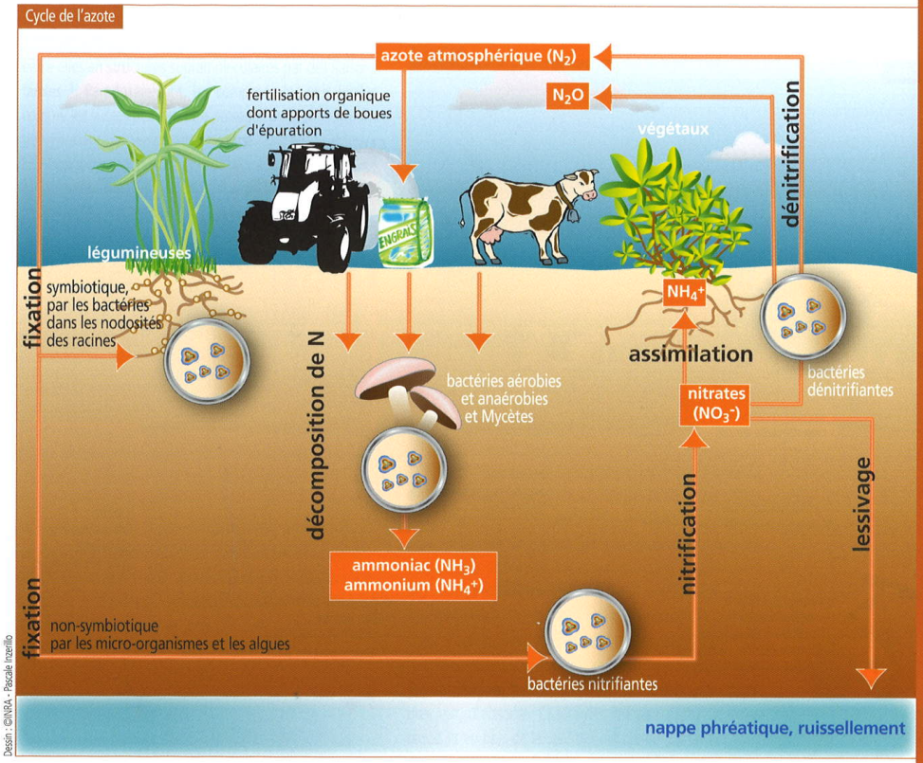 Cycle de l'azote
azote atmosphérique (N₂)
N₂O
fertilisation organique
dont apports de boues
d'épuration
végétaux
dénitrification
ENGRAIS
légumineuses
fixation
symbiotique,
par les bactéries
dans les nodosités
des racines
NH₄⁺
assimilation
bactéries
dénitrifiantes
nitrates
(NO₃⁻)
décomposition de N
bactéries aérobies
et anaérobies
et Mycètes
lessivage
nitrification
ammoniac (NH₃)
ammonium (NH₄⁺)
fixation
non-symbiotique
par les micro-organismes et les algues
bactéries nitrifiantes
nappe phréatique, ruissellement
Dessin : ©INRA - Pascale Inzerillo